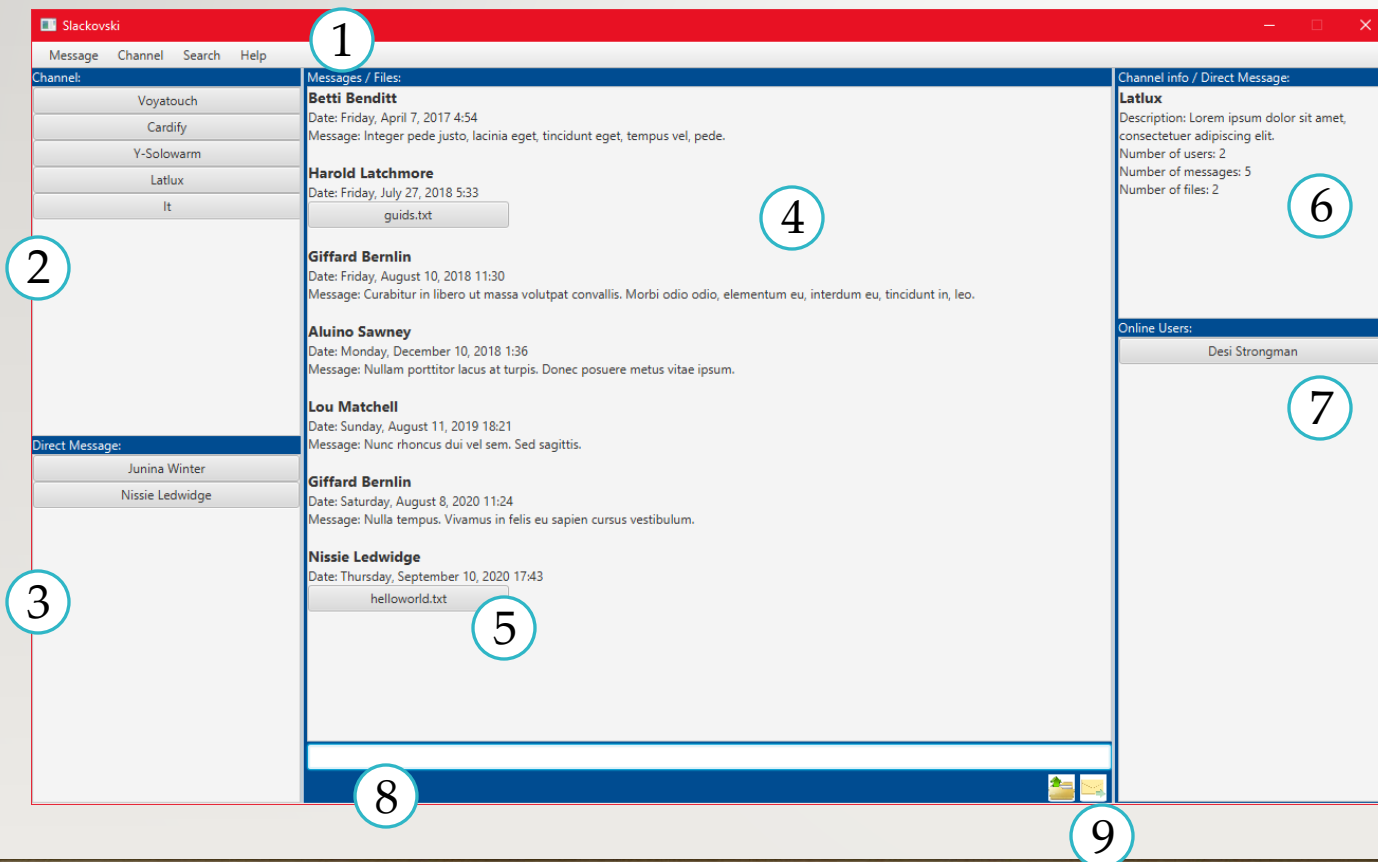 Slackovski
1
Message Channel Search Help
Channel:
Voyatouch
Cardify
Y-Solowarm
Latlux
It
2
Direct Message:
Junina Winter
Nissie Ledwidge
3
Messages / Files:
Betti Benditt
Date: Friday, April 7, 2017 4:54
Message: Integer pede justo, lacinia eget, tincidunt eget, tempus vel, pede.
Harold Latchmore
Date: Friday, July 27, 2018 5:33
guids.txt
4
Giffard Bernlin
Date: Friday, August 10, 2018 11:30
Message: Curabitur in libero ut massa volutpat convallis. Morbi odio odio, elementum eu, interdum eu, tincidunt in, leo.
Aluino Sawney
Date: Monday, December 10, 2018 1:36
Message: Nullam porttitor lacus at turpis. Donec posuere metus vitae ipsum.
Lou Matchell
Date: Sunday, August 11, 2019 18:21
Message: Nunc rhoncus dui vel sem. Sed sagittis.
Giffard Bernlin
Date: Saturday, August 8, 2020 11:24
Message: Nulla tempus. Vivamus in felis eu sapien cursus vestibulum.
Nissie Ledwidge
Date: Thursday, September 10, 2020 17:43
helloworld.txt
5
Channel info / Direct Message:
Latlux
Description: Lorem ipsum dolor sit amet,
consectetuer adipiscing elit.
Number of users: 2
Number of messages: 5
Number of files: 2
6
Online Users:
Desi Strongman
7
8
9